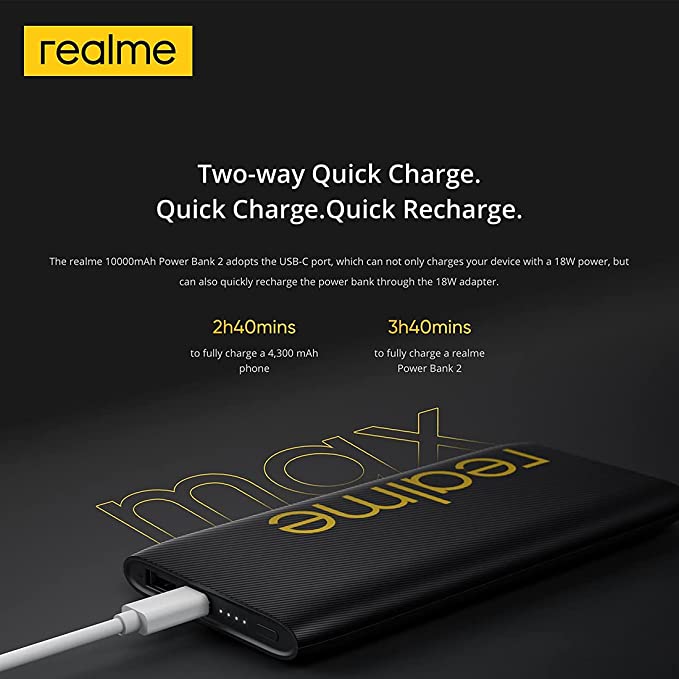 realme
Two-way Quick Charge.
Quick Charge.Quick Recharge.
The realme 10000mAh Power Bank 2 adopts the USB-C port, which can not only charges your device with a 18W power, but
can also quickly recharge the power bank through the 18W adapter.
2h40mins
to fully charge a 4,300 mAh
phone
3h40mins
to fully charge a realme
Power Bank 2
max
realme